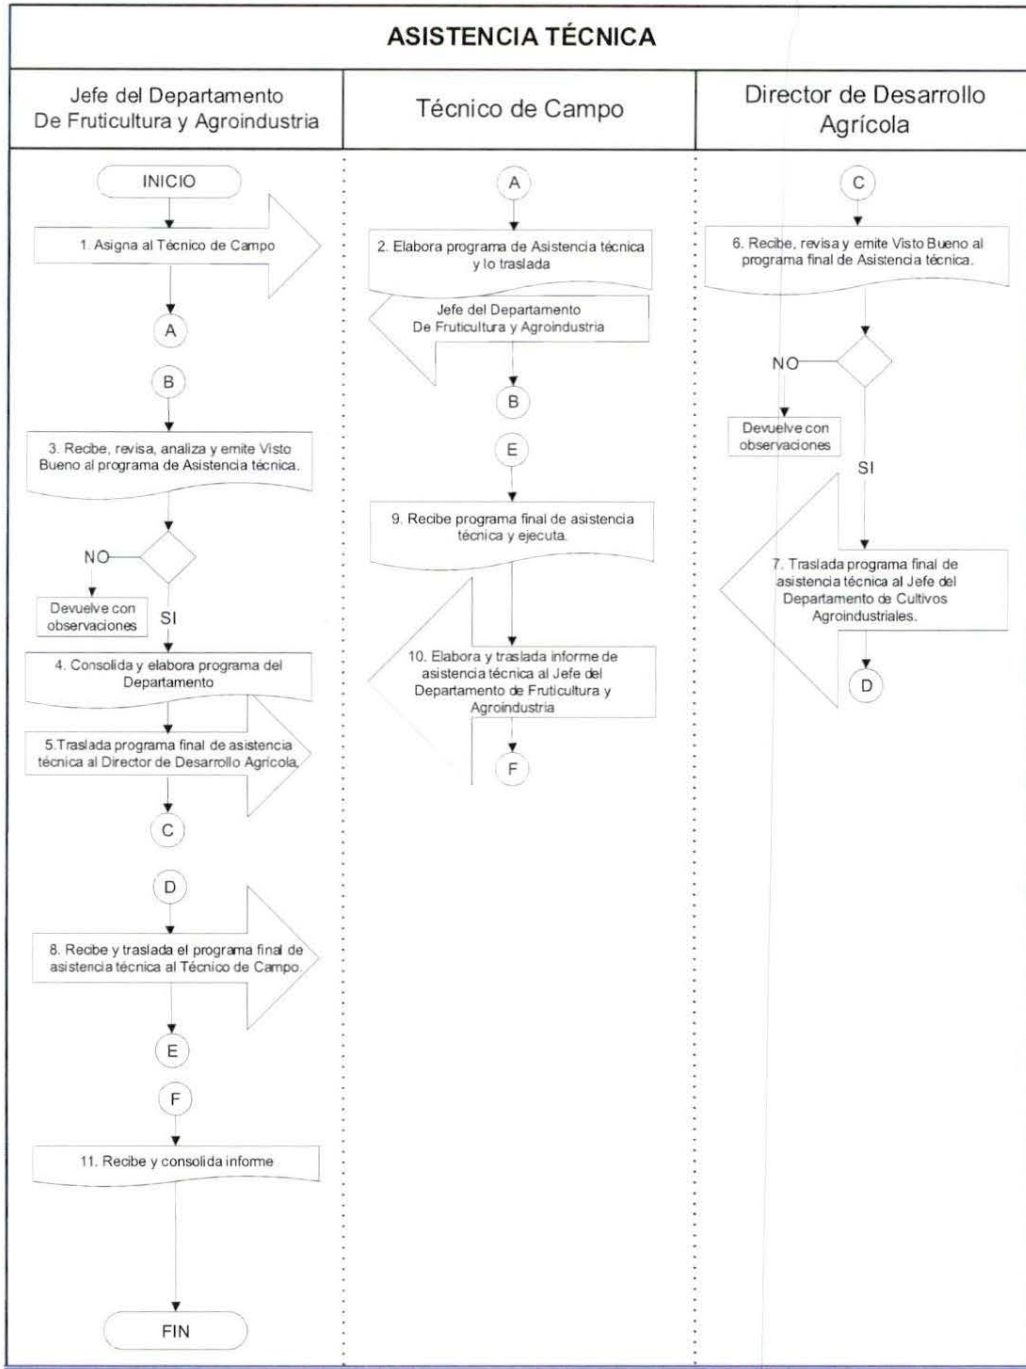 ASISTENCIA TÉCNICA
Jefe del Departamento
De Fruticultura y Agroindustria
Técnico de Campo
Director de Desarrollo
Agrícola
INICIO
1. Asigna al Técnico de Campo
A
B
3. Recibe, revisa, analiza y emite Visto
Bueno al programa de Asistencia técnica.
NO
Devuelve con
observaciones
SI
4. Consolida y elabora programa del
Departamento
5.Traslada programa final de asistencia
técnica al Director de Desarrollo Agrícola.
C
D
8. Recibe y traslada el programa final de
asistencia técnica al Técnico de Campo.
E
F
11. Recibe y consolida informe
FIN
A
2. Elabora programa de Asistencia técnica
y lo traslada
Jefe del Departamento
De Fruticultura y Agroindustria
B
E
9. Recibe programa final de asistencia
técnica y ejecuta.
10. Elabora y traslada informe de
asistencia técnica al Jefe del
Departamento de Fruticultura y
Agroindustria
F
C
6. Recibe, revisa y emite Visto Bueno al
programa final de Asistencia técnica.
NO
Devuelve con
observaciones
SI
7. Traslada programa final de
asistencia técnica al Jefe del
Departamento de Cultivos
Agroindustriales.
D